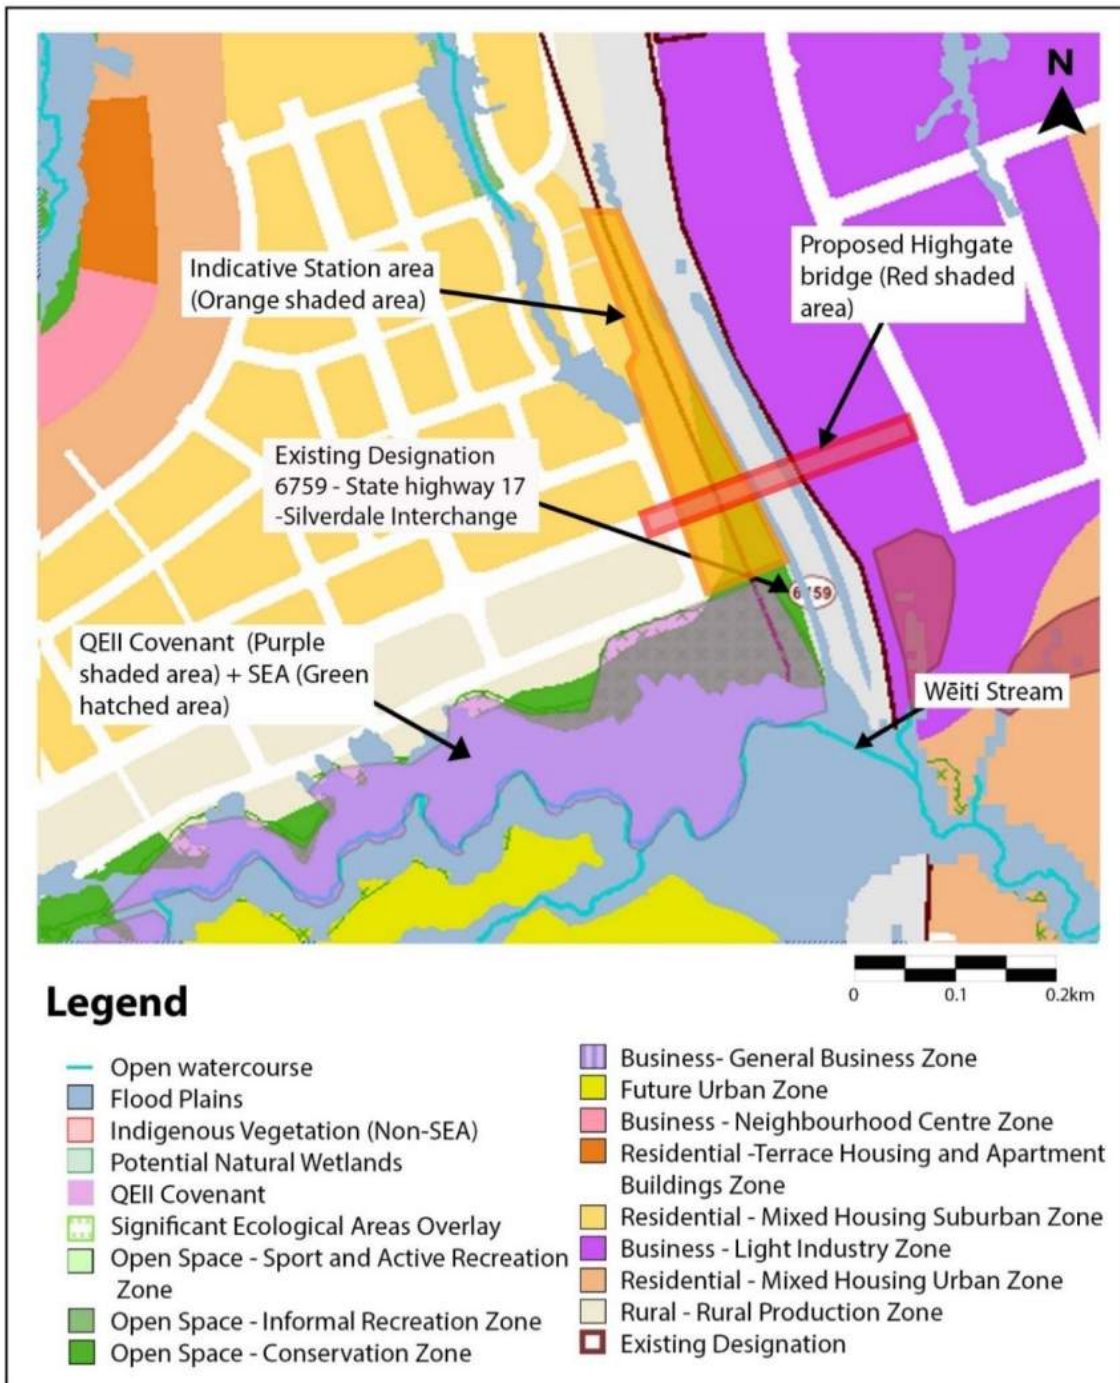 N
Indicative Station area
(Orange shaded area)
Proposed Highgate
bridge (Red shaded
area)
Existing Designation
6759 - State highway 17
-Silverdale Interchange
6759
QEII Covenant (Purple
shaded area) + SEA (Green
hatched area)
Wēiti Stream
0 0.1 0.2km
Legend
Open watercourse
Flood Plains
Indigenous Vegetation (Non-SEA)
Potential Natural Wetlands
QEII Covenant
Significant Ecological Areas Overlay
Open Space - Sport and Active Recreation
Zone
Open Space - Informal Recreation Zone
Open Space - Conservation Zone
Business- General Business Zone
Future Urban Zone
Business - Neighbourhood Centre Zone
Residential -Terrace Housing and Apartment
Buildings Zone
Residential - Mixed Housing Suburban Zone
Business - Light Industry Zone
Residential - Mixed Housing Urban Zone
Rural - Rural Production Zone
Existing Designation